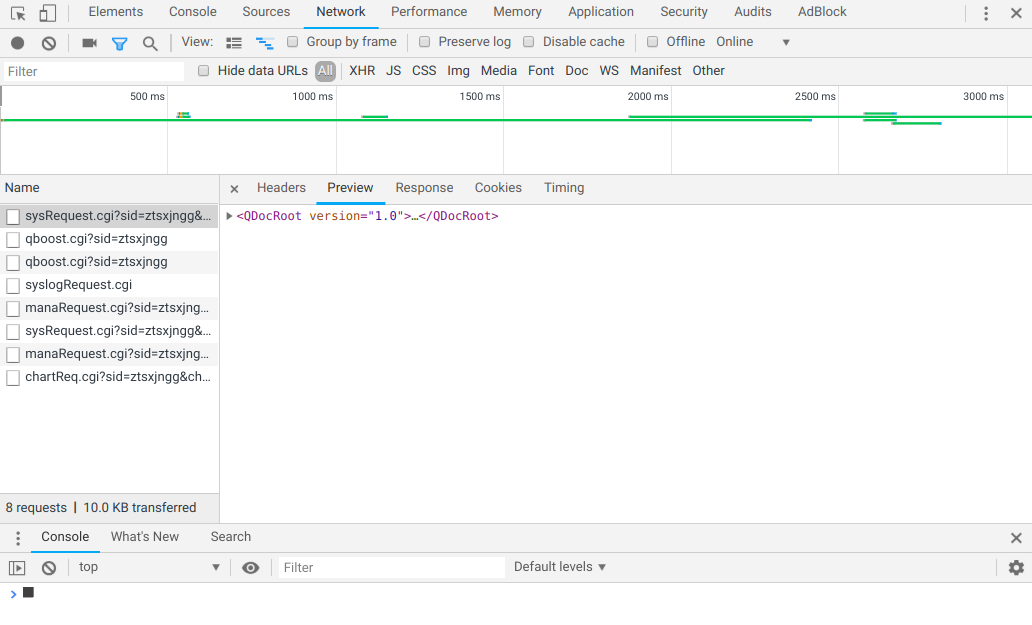 Elements Console Sources Network Performance Memory Application Security Audits AdBlock
View: Group by frame Preserve log Disable cache Offline Online
Filter Hide data URLs All XHR JS CSS Img Media Font Doc WS Manifest Other
500 ms 1000 ms 1500 ms 2000 ms 2500 ms 3000 ms
Name
Headers Preview Response Cookies Timing
<QDocRoot version="1.0">…</QDocRoot>
sysRequest.cgi?sid=ztsxjngg&…
qboost.cgi?sid=ztsxjngg
qboost.cgi?sid=ztsxjngg
syslogRequest.cgi
manaRequest.cgi?sid=ztsxjng…
sysRequest.cgi?sid=ztsxjngg&…
manaRequest.cgi?sid=ztsxjng…
chartReq.cgi?sid=ztsxjngg&ch…
8 requests | 10.0 KB transferred
Console What's New Search
top Filter Default levels